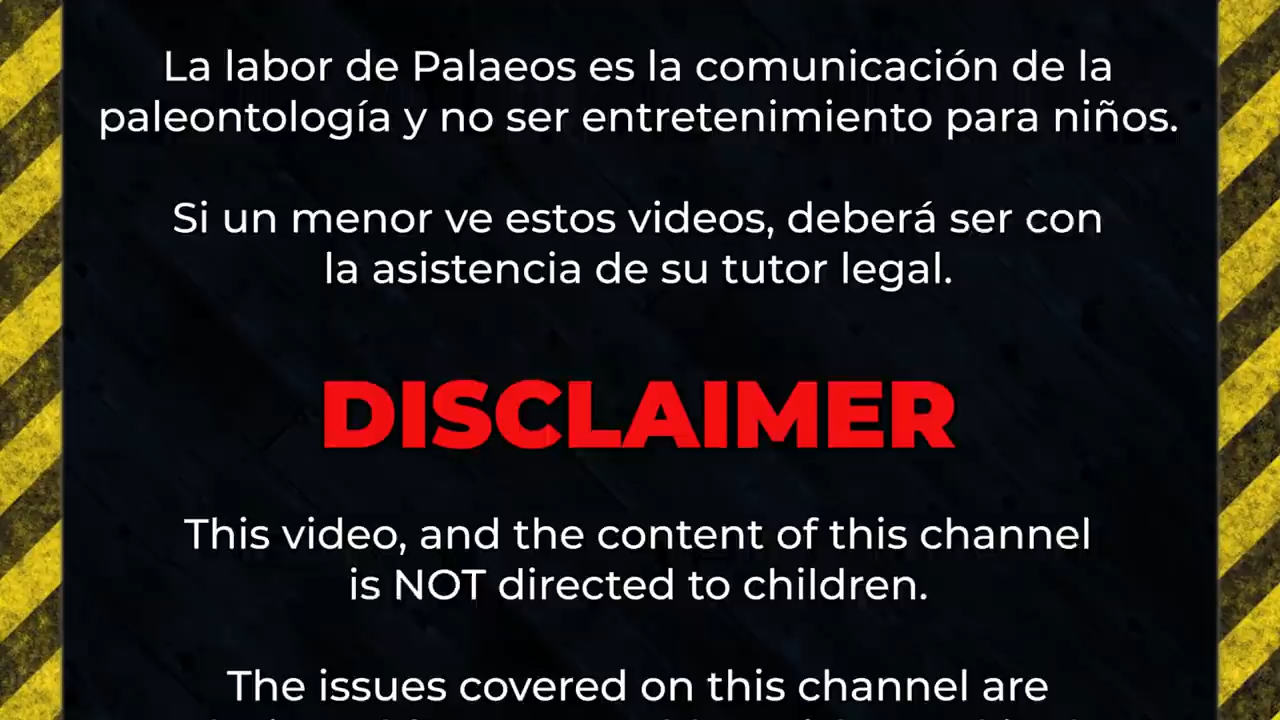 La labor de Palaeos es la comunicación de la
paleontología y no ser entretenimiento para niños.
Si un menor ve estos videos, deberá ser con
la asistencia de su tutor legal.
DISCLAIMER
This video, and the content of this channel
is NOT directed to children.
The issues covered on this channel are